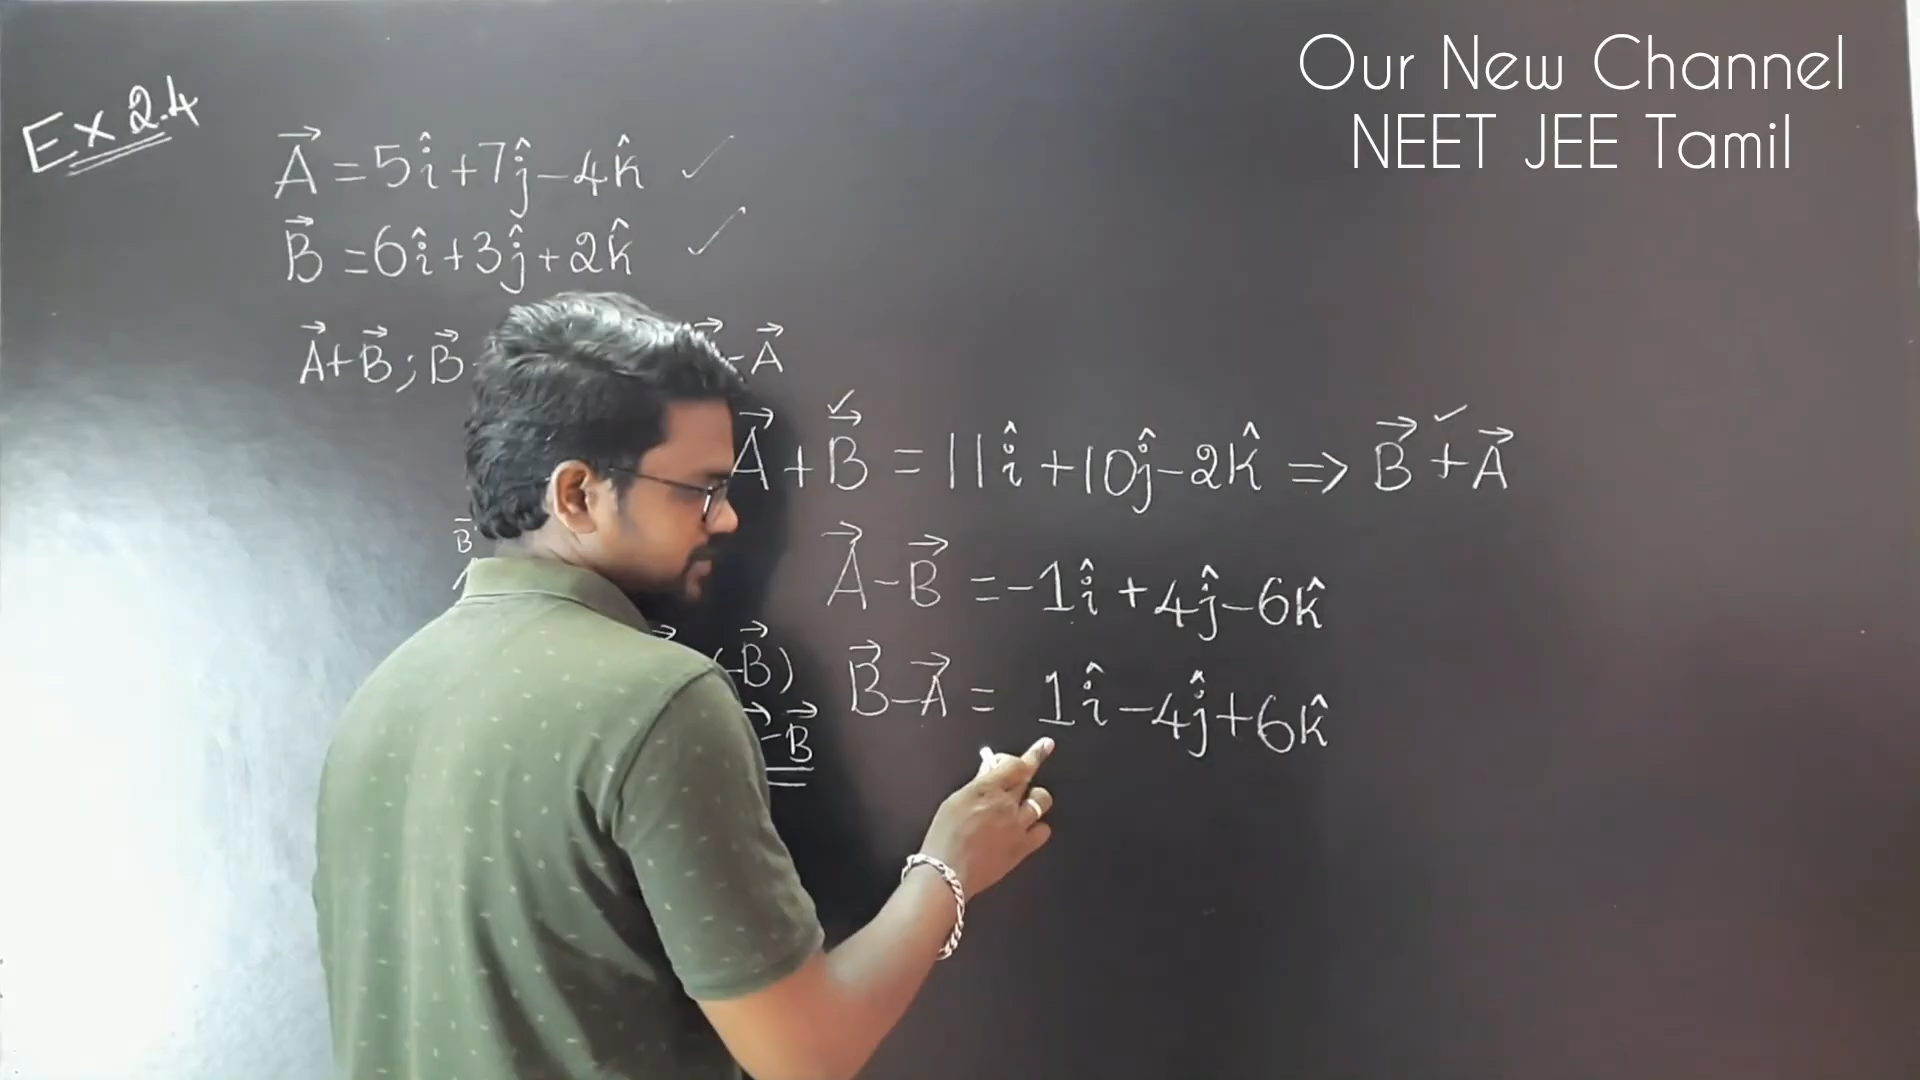 Our New Channel
NEET JEE Tamil
Ex 2.4
A⃗ = 5î + 7ĵ - 4k̂ ✓
B⃗ = 6î + 3ĵ + 2k̂ ✓
A⃗ + B⃗ ; B⃗ - A⃗
A⃗ + B⃗ = 11î + 10ĵ - 2k̂ ⇒ B⃗ + A⃗
B⃗
A⃗ - B⃗ = -1î + 4ĵ - 6k̂
(-B⃗)
B⃗ - A⃗ = 1î - 4ĵ + 6k̂
-B⃗